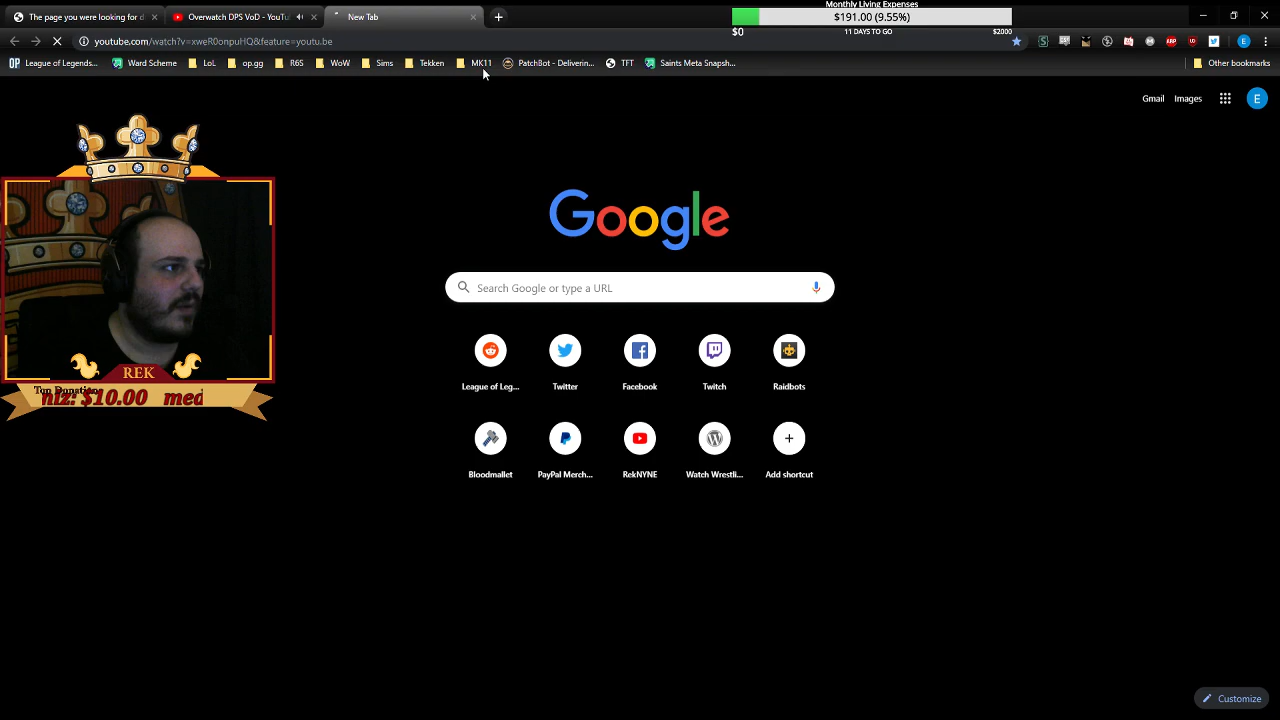 The page you were looking for d
Overwatch DPS VoD - YouTu
New Tab
Monthly Living Expenses
$191.00 (9.55%)
$0
11 DAYS TO GO
$2000
youtube.com/watch?v=xweR0onpuHQ&feature=youtu.be
League of Legends...
Ward Scheme
LoL
op.gg
R6S
WoW
Sims
Tekken
MK11
PatchBot - Deliverin...
TFT
Saints Meta Snapsh...
Other bookmarks
Gmail
Images
E
Google
Search Google or type a URL
League of Leg...
Twitter
Facebook
Twitch
Raidbots
Bloodmallet
PayPal Merch...
RekNYNE
Watch Wrestli...
Add shortcut
REK
Top Donation
niz: $10.00 med
Customize